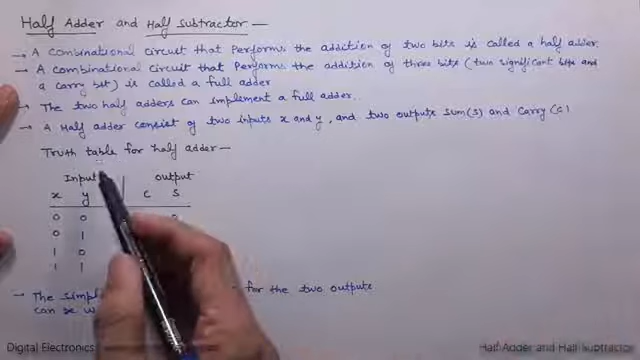 Half Adder and Half Subtractor —
→ A combinational circuit that performs the addition of two bits is called a half adder.
→ A combinational circuit that performs the addition of three bits (two significant bits and
a carry bit) is called a full adder
→ The two half adders can implement a full adder.
→ A Half adder consist of two inputs x and y, and two outputs sum(s) and carry (c)
Truth table for half adder —
Input output
x y c s
0 0 0
0 1
1 0
1 1
→ The for the two outputs
can
Digital Electronics Half Adder and Half Subtractor